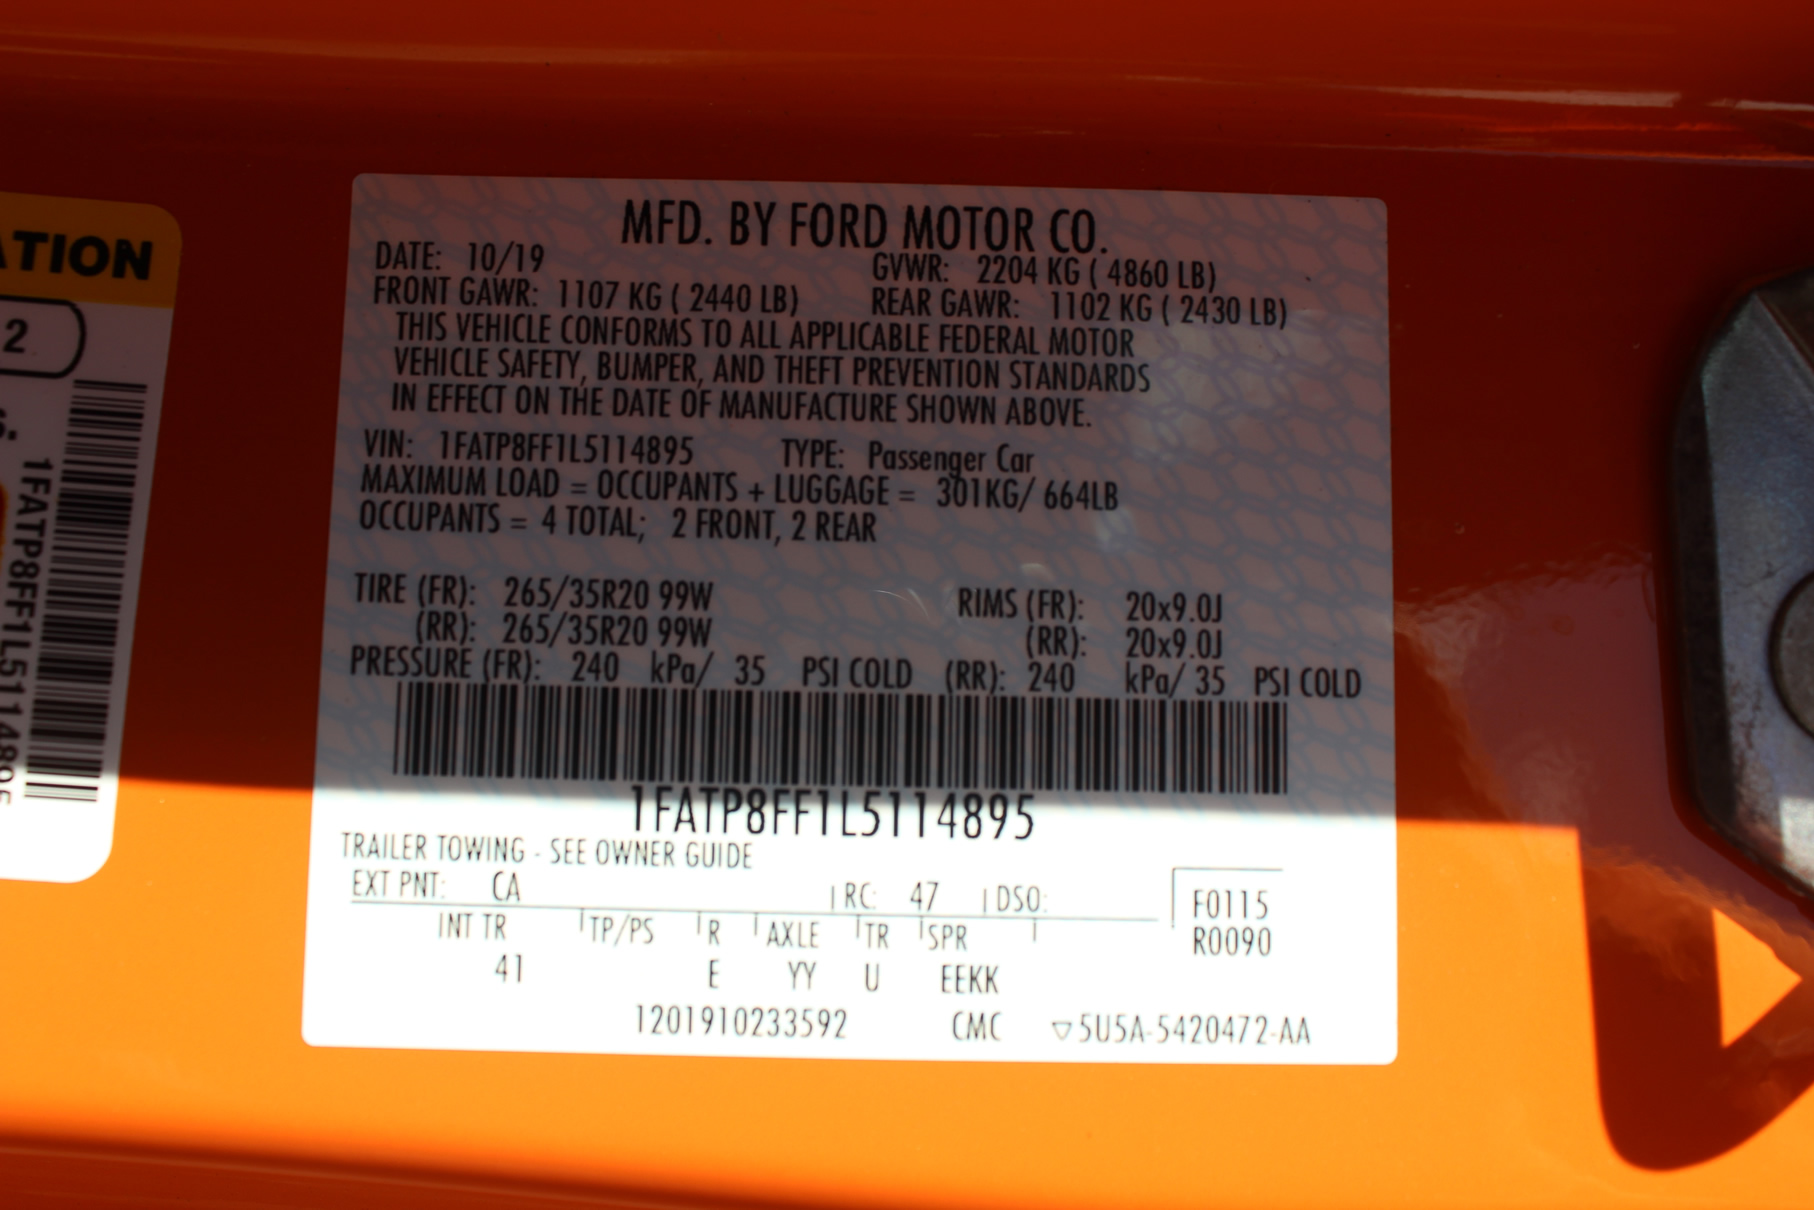 ATION
2
S.
1FATP8FF1L5114895
MFD. BY FORD MOTOR CO.
DATE: 10/19 GVWR: 2204 KG ( 4860 LB)
FRONT GAWR: 1107 KG ( 2440 LB) REAR GAWR: 1102 KG ( 2430 LB)
THIS VEHICLE CONFORMS TO ALL APPLICABLE FEDERAL MOTOR
VEHICLE SAFETY, BUMPER, AND THEFT PREVENTION STANDARDS
IN EFFECT ON THE DATE OF MANUFACTURE SHOWN ABOVE.
VIN: 1FATP8FF1L5114895 TYPE: Passenger Car
MAXIMUM LOAD = OCCUPANTS + LUGGAGE = 301KG/ 664LB
OCCUPANTS = 4 TOTAL; 2 FRONT, 2 REAR
TIRE (FR): 265/35R20 99W RIMS (FR): 20x9.0J
(RR): 265/35R20 99W (RR): 20x9.0J
PRESSURE (FR): 240 kPa/ 35 PSI COLD (RR): 240 kPa/ 35 PSI COLD
1FATP8FF1L5114895
TRAILER TOWING - SEE OWNER GUIDE
EXT PNT: CA RC: 47 DSO: F0115
R0090
INT TR TP/PS R AXLE TR SPR
41 E YY U EEKK
1201910233592 CMC ▽5U5A-5420472-AA